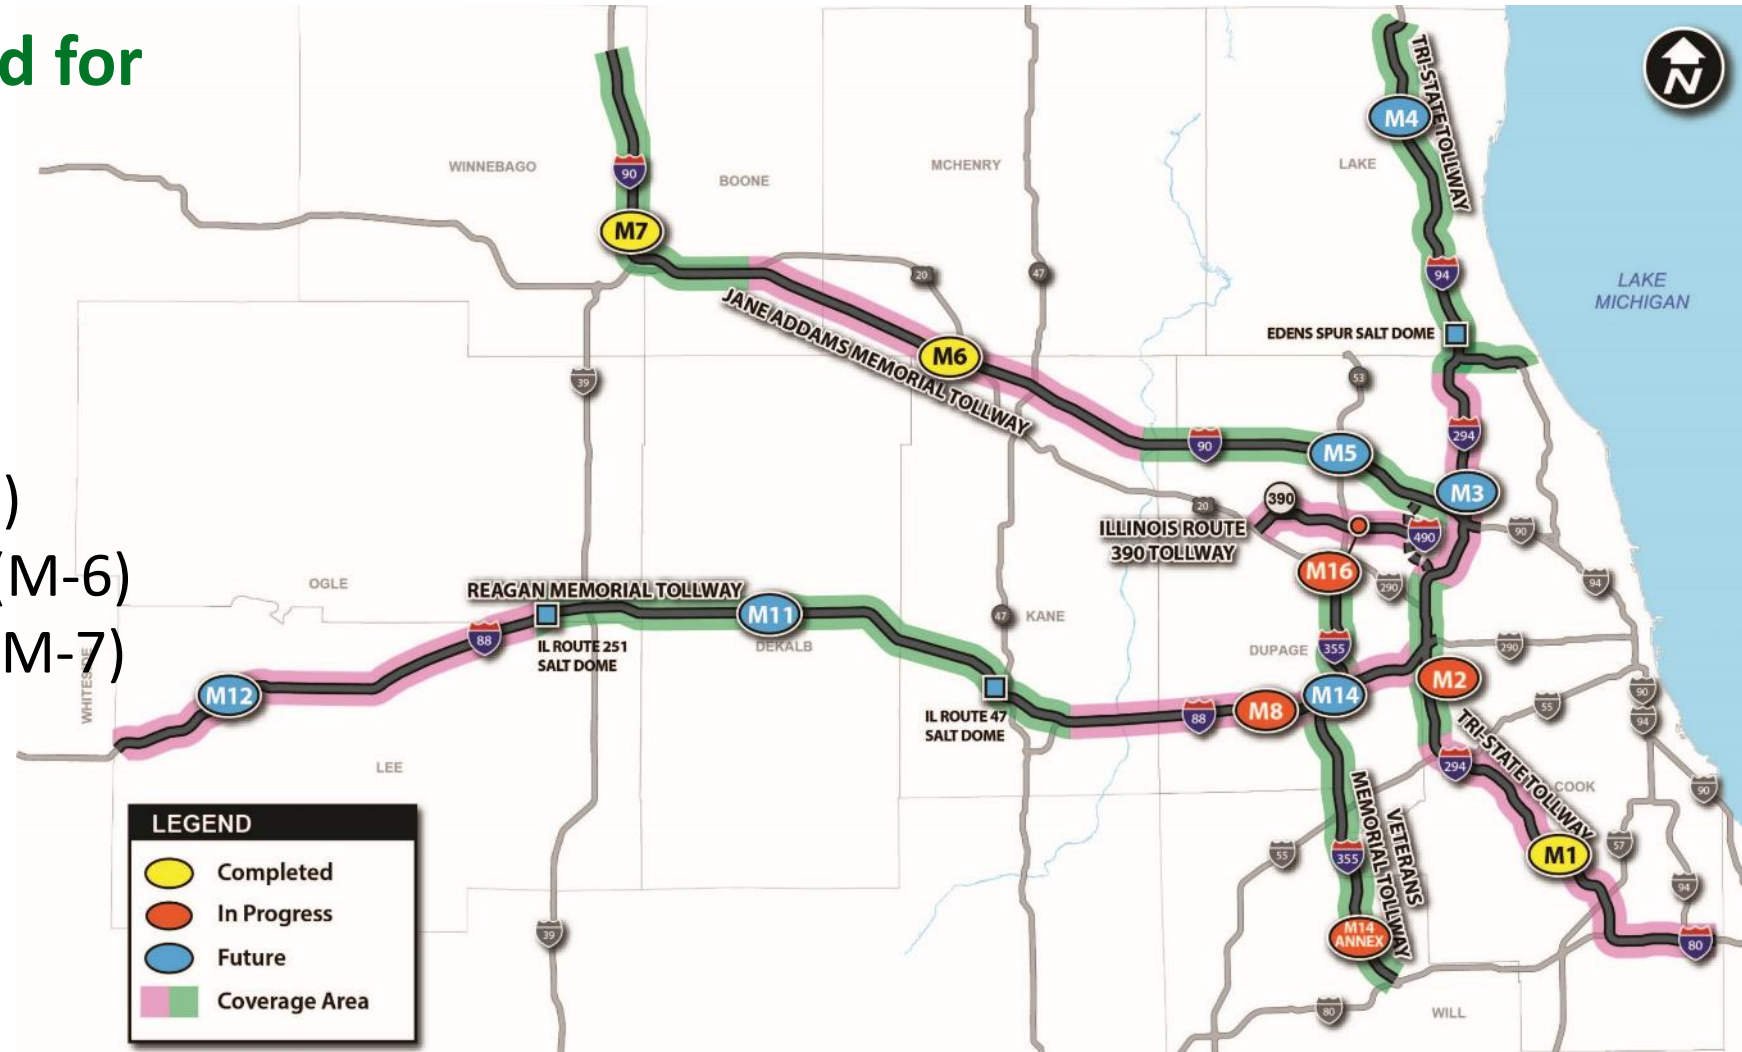 d for
)
(M-6)
M-7)
N
TRI-STATE TOLLWAY
M4
WINNEBAGO
BOONE
MCHENRY
LAKE
90
M7
20
47
94
LAKE
MICHIGAN
JANE ADDAMS MEMORIAL TOLLWAY
EDENS SPUR SALT DOME
M6
39
53
294
90
M5
M3
390
20
ILLINOIS ROUTE
390 TOLLWAY
490
90
M16
290
94
OGLE
REAGAN MEMORIAL TOLLWAY
M11
47
KANE
88
IL ROUTE 251
SALT DOME
DEKALB
DUPAGE
355
290
WHITESIDE
M12
M14
M2
90
IL ROUTE 47
SALT DOME
88
M8
55
94
TRI-STATE TOLLWAY
LEE
294
COOK
90
VETERANS
MEMORIAL TOLLWAY
55
355
57
M1
94
39
M14
ANNEX
80
80
WILL
LEGEND
Completed
In Progress
Future
Coverage Area